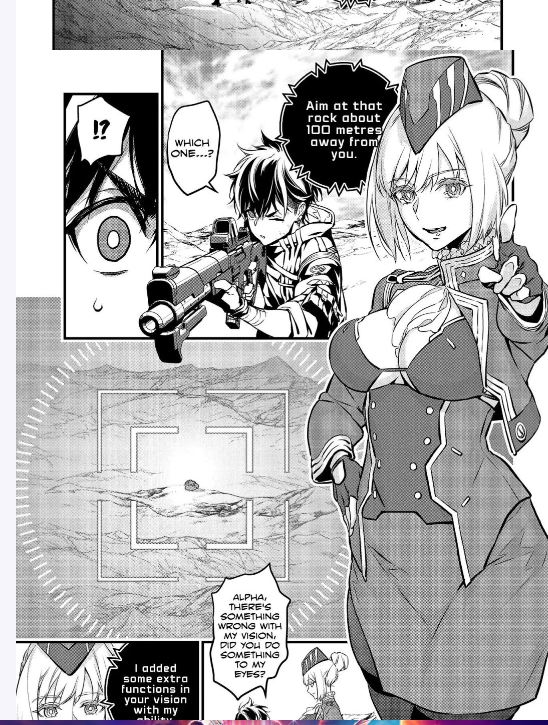 Aim at that
rock about
100 metres
away from
you.
WHICH
ONE...?
!?
ALPHA,
THERE'S
SOMETHING
WRONG WITH
MY VISION,
DID YOU DO
SOMETHING
TO MY
EYES?
I added
some extra
functions in
your vision
with my
ability